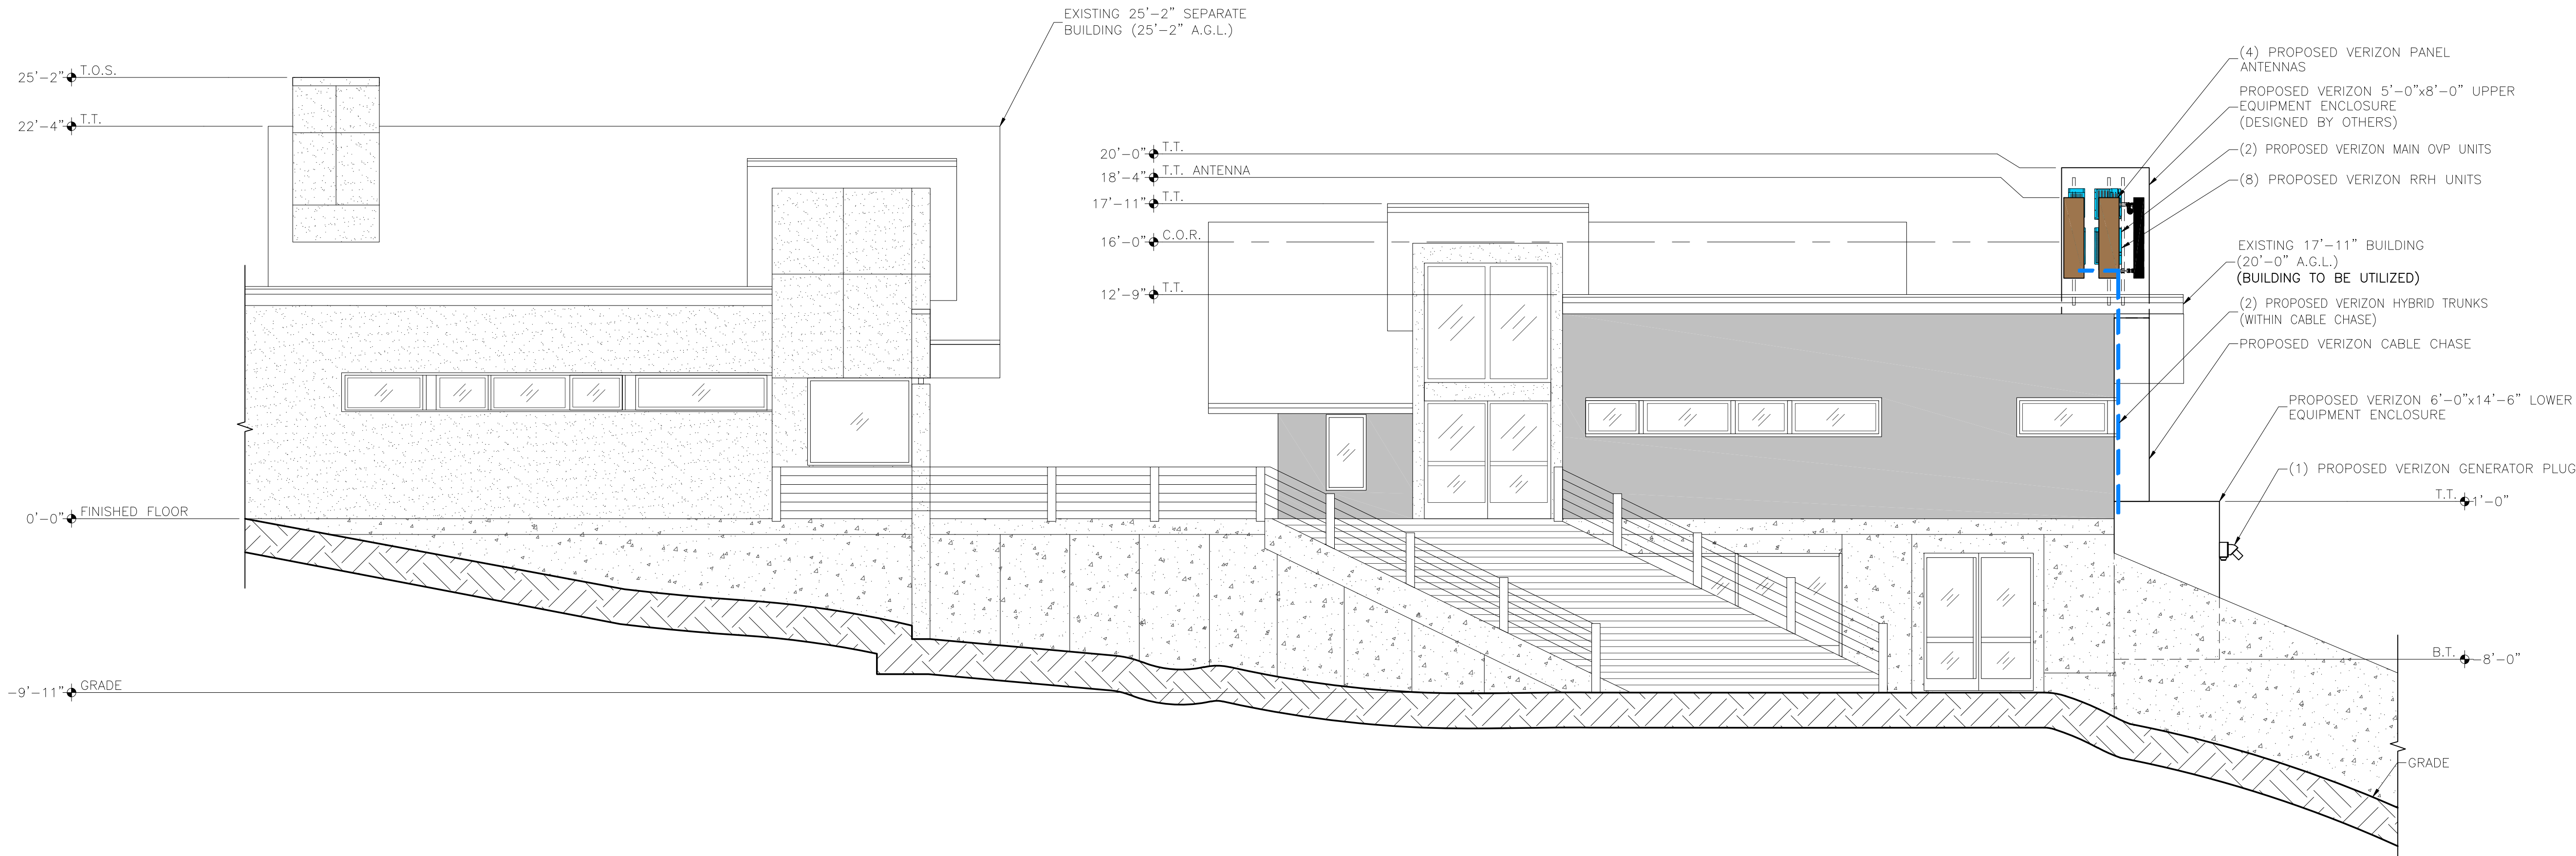 EXISTING 25'-2" SEPARATE
BUILDING (25'-2" A.G.L.)
25'-2" T.O.S.
22'-4" T.T.
0'-0" FINISHED FLOOR
-9'-11" GRADE
20'-0" T.T.
18'-4" T.T. ANTENNA
17'-11" T.T.
16'-0" C.O.R.
12'-9" T.T.
(4) PROPOSED VERIZON PANEL
ANTENNAS
PROPOSED VERIZON 5'-0"x8'-0" UPPER
EQUIPMENT ENCLOSURE
(DESIGNED BY OTHERS)
(2) PROPOSED VERIZON MAIN OVP UNITS
(8) PROPOSED VERIZON RRH UNITS
EXISTING 17'-11" BUILDING
(20'-0" A.G.L.)
(BUILDING TO BE UTILIZED)
(2) PROPOSED VERIZON HYBRID TRUNKS
(WITHIN CABLE CHASE)
PROPOSED VERIZON CABLE CHASE
PROPOSED VERIZON 6'-0"x14'-6" LOWER
EQUIPMENT ENCLOSURE
(1) PROPOSED VERIZON GENERATOR PLUG
T.T. 1'-0"
B.T. -8'-0"
GRADE